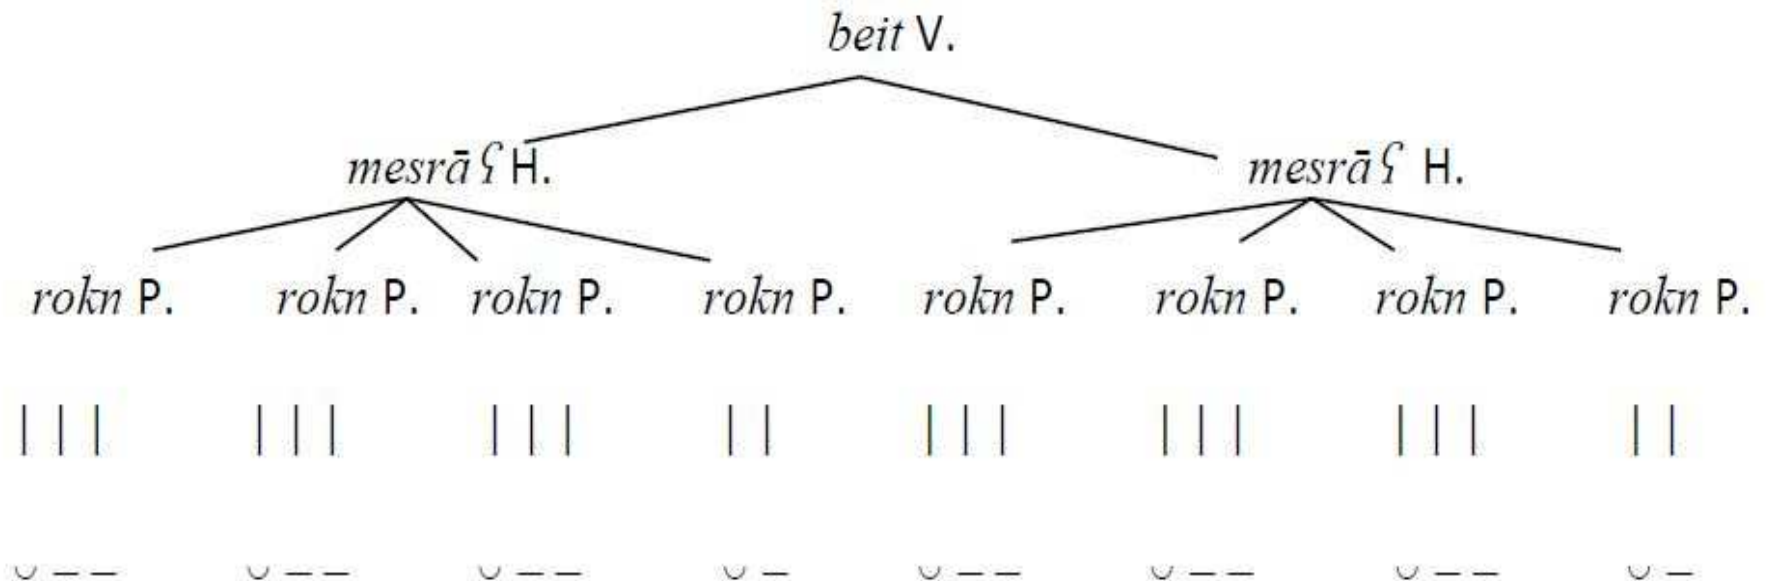 beit V.
mesrāʕ H. mesrāʕ H.
rokn P. rokn P. rokn P. rokn P. rokn P. rokn P. rokn P. rokn P.
| | | | | | | | | | | | | | | | | | | | | |
◡ – – ◡ – – ◡ – – ◡ – ◡ – – ◡ – – ◡ – – ◡ –